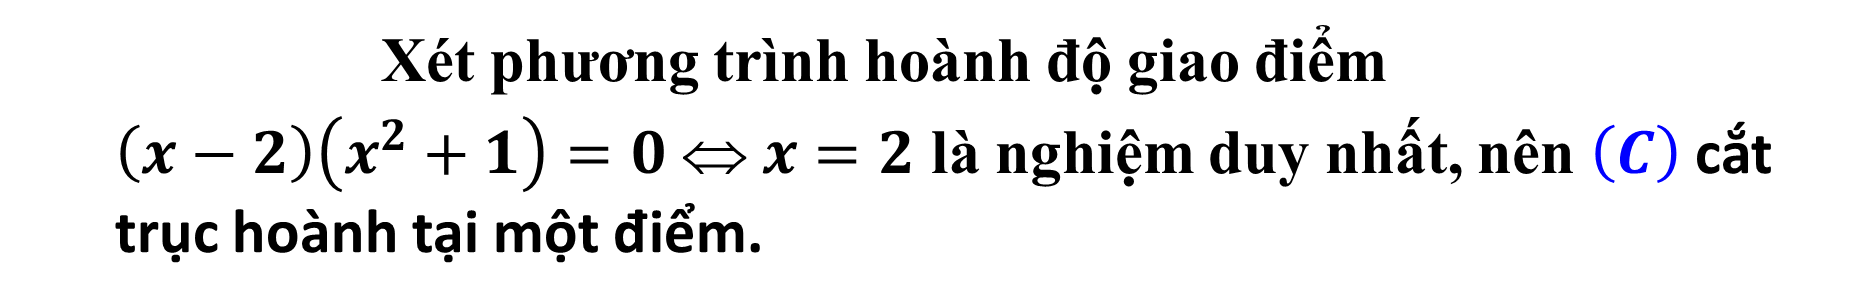 Xét phương trình hoành độ giao điểm
(x − 2)(x² + 1) = 0 ⟺ x = 2 là nghiệm duy nhất, nên (C) cắt
trục hoành tại một điểm.